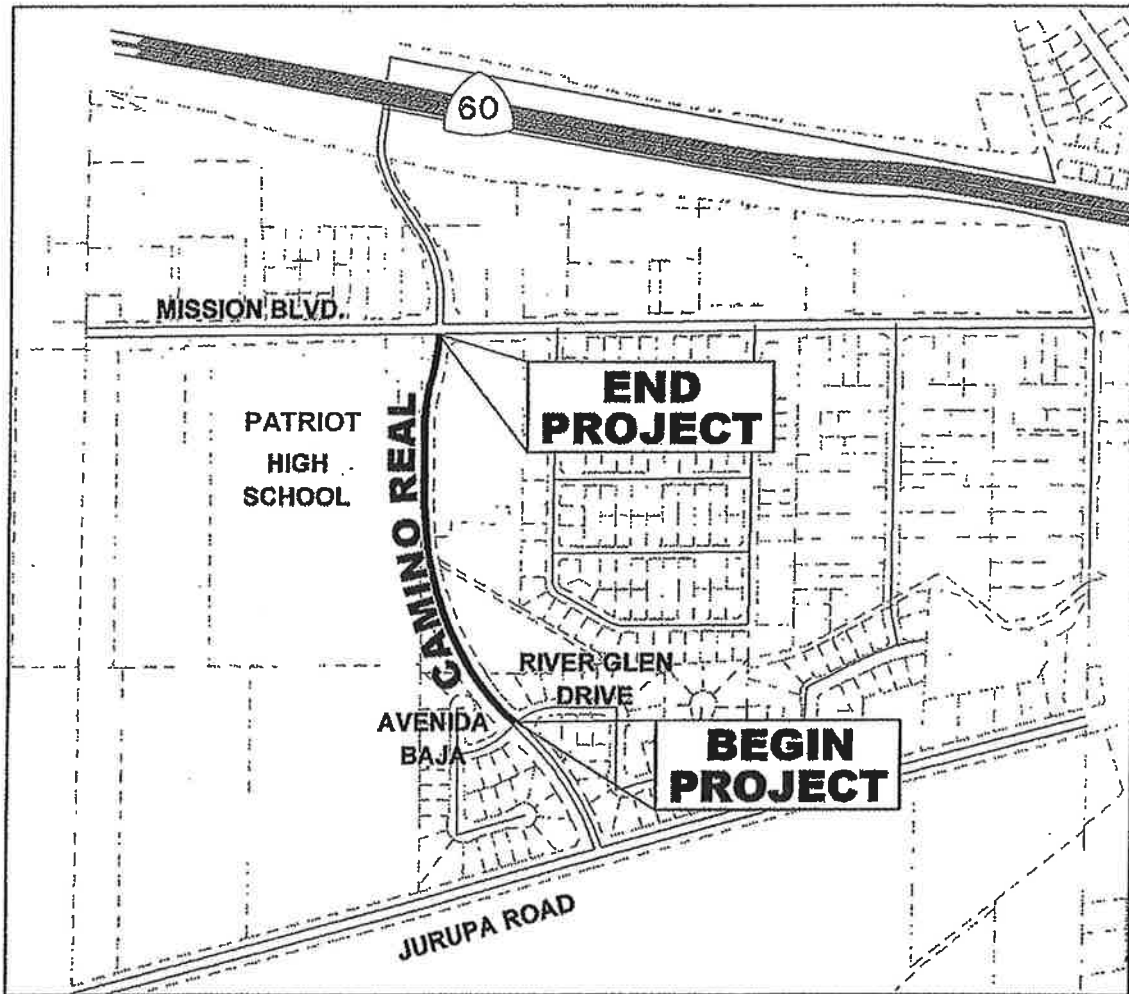 60
MISSION BLVD.
END
PROJECT
PATRIOT
HIGH
SCHOOL
CAMINO REAL
RIVER GLEN
DRIVE
AVENIDA
BAJA
BEGIN
PROJECT
JURUPA ROAD